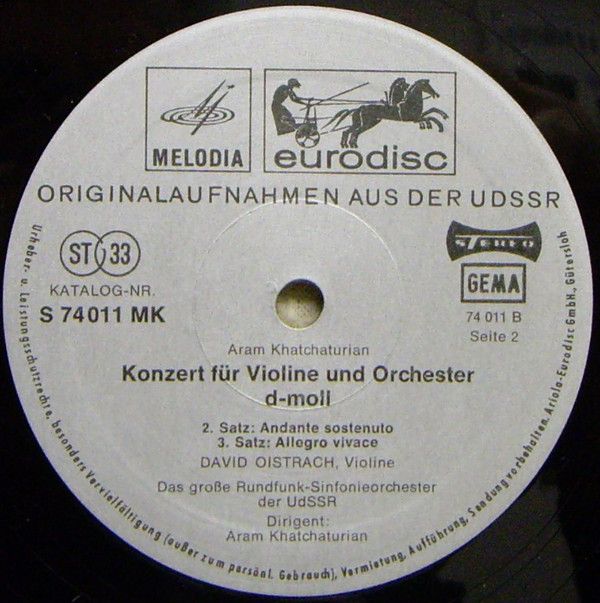 MELODIA
eurodisc
ORIGINALAUFNAHMEN AUS DER UDSSR
ST 33
STEREO
KATALOG-NR.
S 74011 MK
GEMA
74 011 B
Seite 2
Aram Khatchaturian
Konzert für Violine und Orchester
d-moll
2. Satz: Andante sostenuto
3. Satz: Allegro vivace
DAVID OISTRACH, Violine
Das große Rundfunk-Sinfonieorchester
der UdSSR
Dirigent:
Aram Khatchaturian
Urheber- u. Leistungsschutzrechte, besonders Vervielfältigung (außer zum persönl. Gebrauch), Vermietung, Aufführung, Sendung vorbehalten. Ariola-Eurodisc GmbH., Gütersloh